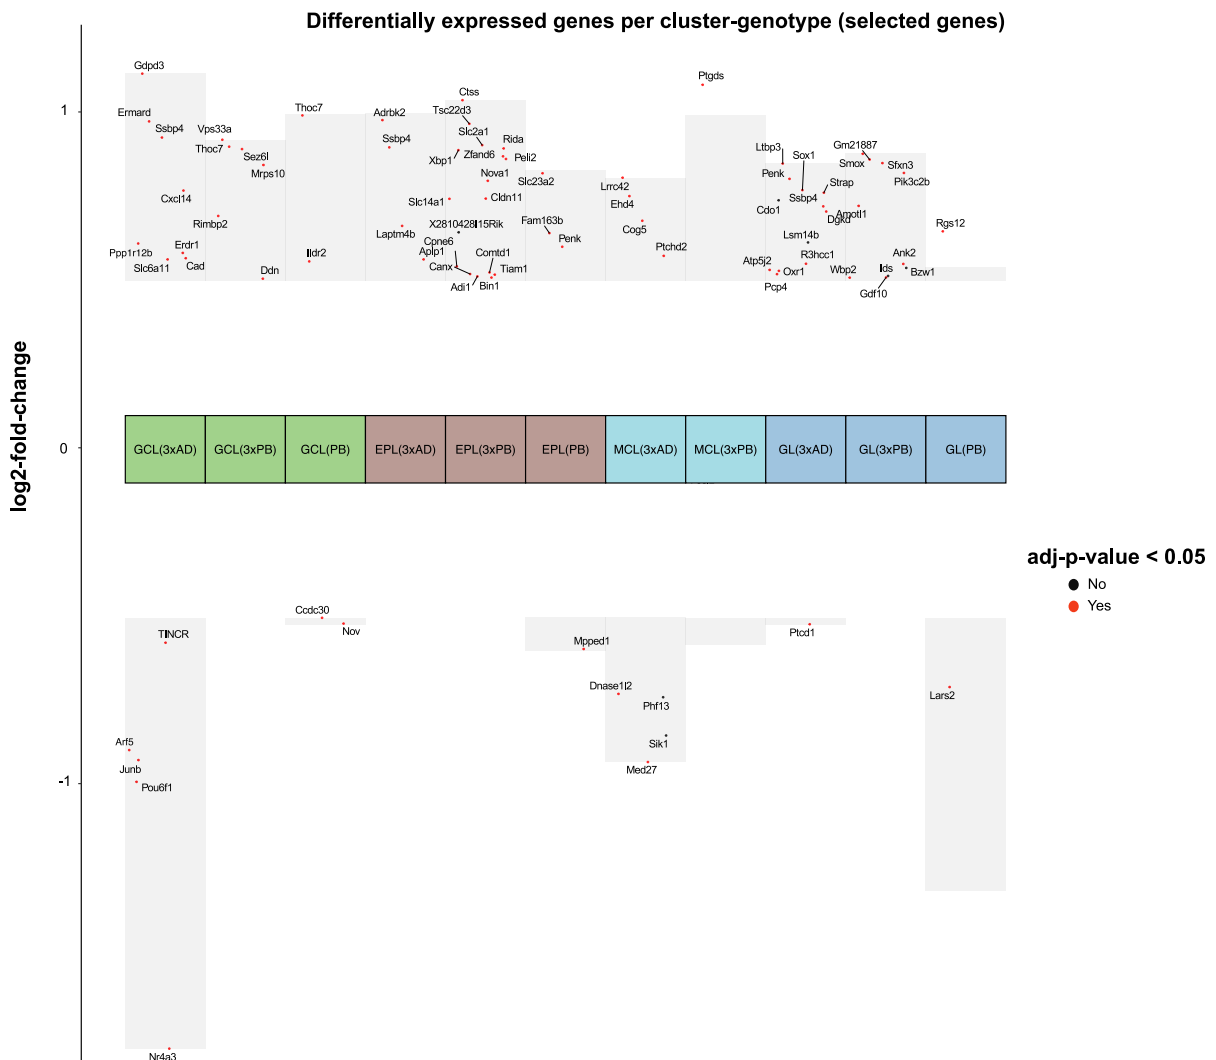 Differentially expressed genes per cluster-genotype (selected genes)
log2-fold-change
1
0
-1
Gdpd3
Ermard
Ssbp4
Cxcl14
Ppp1r12b
Erdr1
Slc6a11
Cad
Vps33a
Thoc7
Sez6l
Mrps10
Rimbp2
Ddn
Thoc7
Ildr2
Adrbk2
Ssbp4
Laptm4b
Aplp1
Ctss
Tsc22d3
Slc2a1
Xbp1
Zfand6
Rida
Peli2
Nova1
Slc14a1
Cldn11
X2810428I15Rik
Cpne6
Canx
Comtd1
Adi1
Bin1
Tiam1
Slc23a2
Fam163b
Penk
Lrrc42
Ehd4
Cog5
Ptchd2
Ptgds
Ltbp3
Sox1
Penk
Ssbp4
Strap
Cdo1
Dgkd
Lsm14b
R3hcc1
Atp5j2
Oxr1
Pcp4
Gm21887
Smox
Sfxn3
Pik3c2b
Amotl1
Wbp2
Ids
Ank2
Bzw1
Gdf10
Rgs12
GCL(3xAD)
GCL(3xPB)
GCL(PB)
EPL(3xAD)
EPL(3xPB)
EPL(PB)
MCL(3xAD)
MCL(3xPB)
GL(3xAD)
GL(3xPB)
GL(PB)
adj-p-value < 0.05
No
Yes
TINCR
Arf5
Junb
Pou6f1
Nr4a3
Ccdc30
Nov
Mpped1
Dnase1l2
Phf13
Sik1
Med27
Ptcd1
Lars2